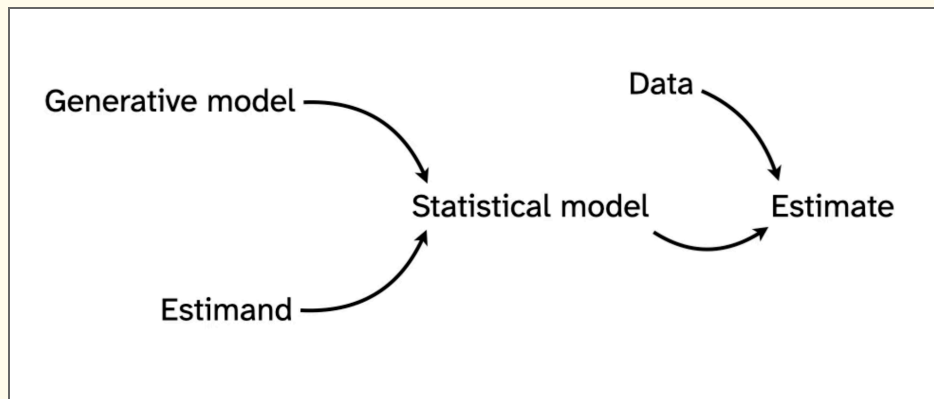 Generative model
Data
Statistical model
Estimate
Estimand